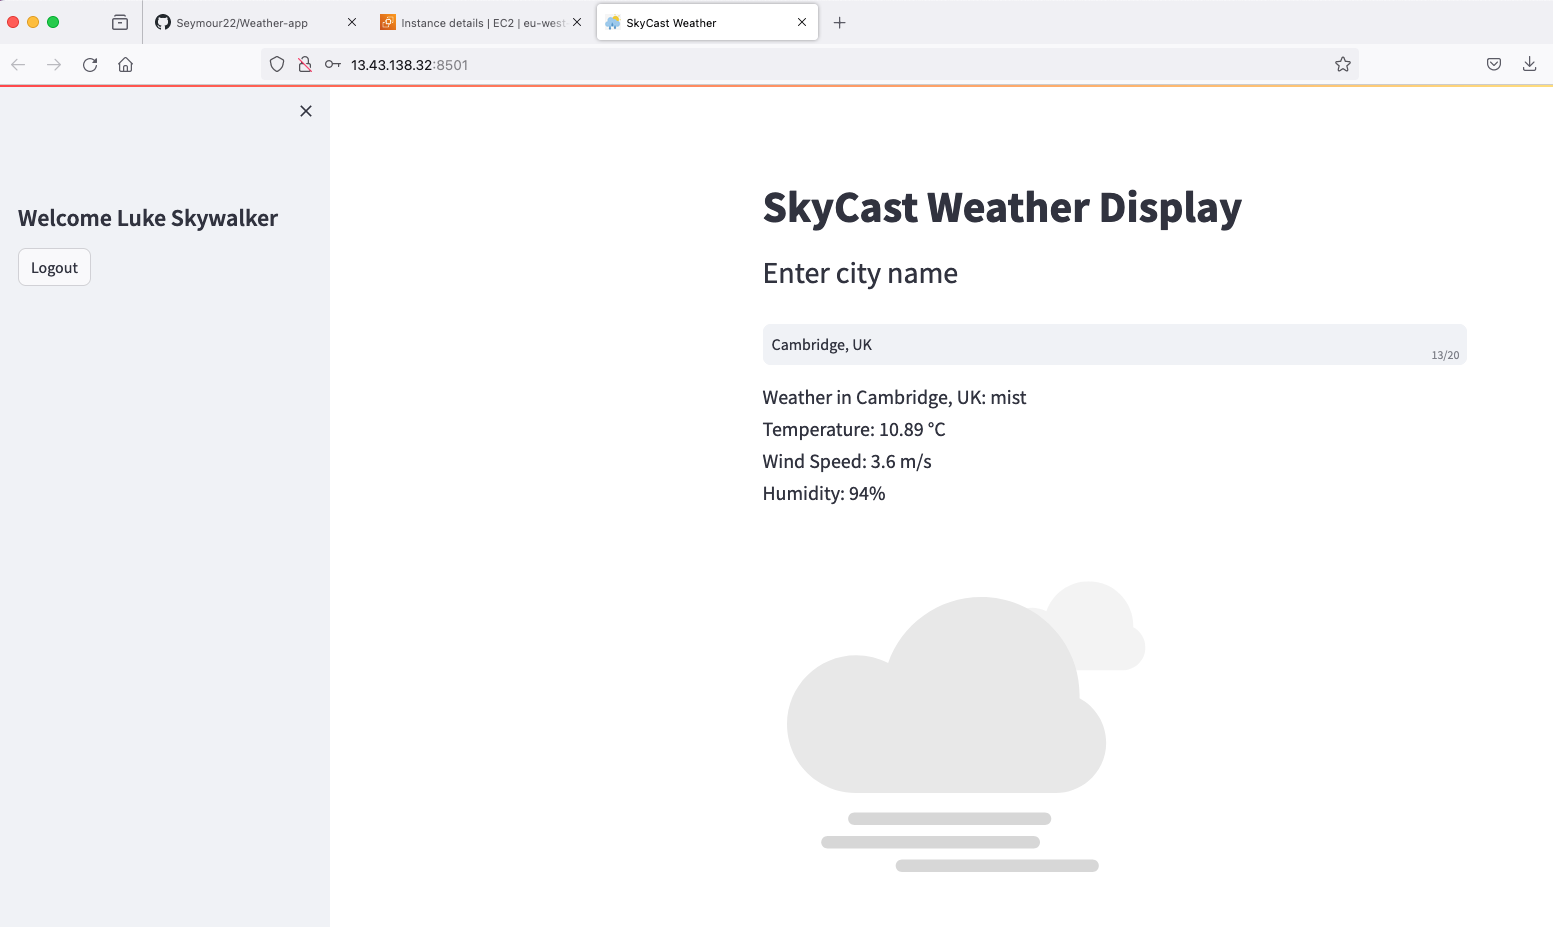 Seymour22/Weather-app
Instance details | EC2 | eu-west
SkyCast Weather
13.43.138.32:8501
Welcome Luke Skywalker
Logout
SkyCast Weather Display
Enter city name
Cambridge, UK
13/20
Weather in Cambridge, UK: mist
Temperature: 10.89 °C
Wind Speed: 3.6 m/s
Humidity: 94%